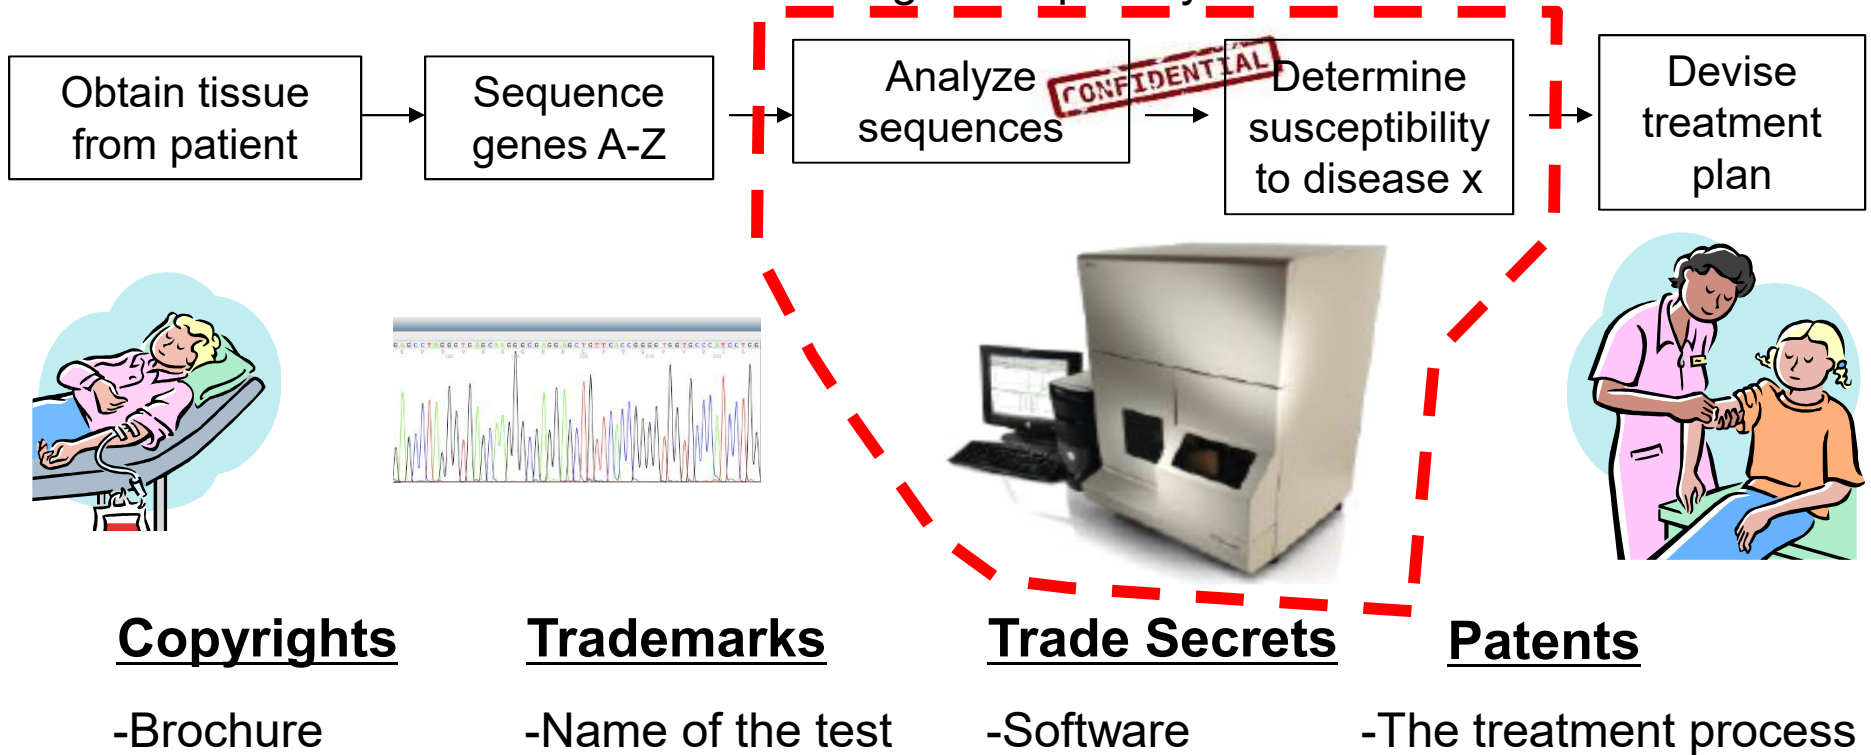 Obtain tissue
from patient
Sequence
genes A-Z
Analyze
sequences
CONFIDENTIAL
Determine
susceptibility
to disease x
Devise
treatment
plan
Copyrights
Trademarks
Trade Secrets
Patents
-Brochure
-Name of the test
-Software
-The treatment process